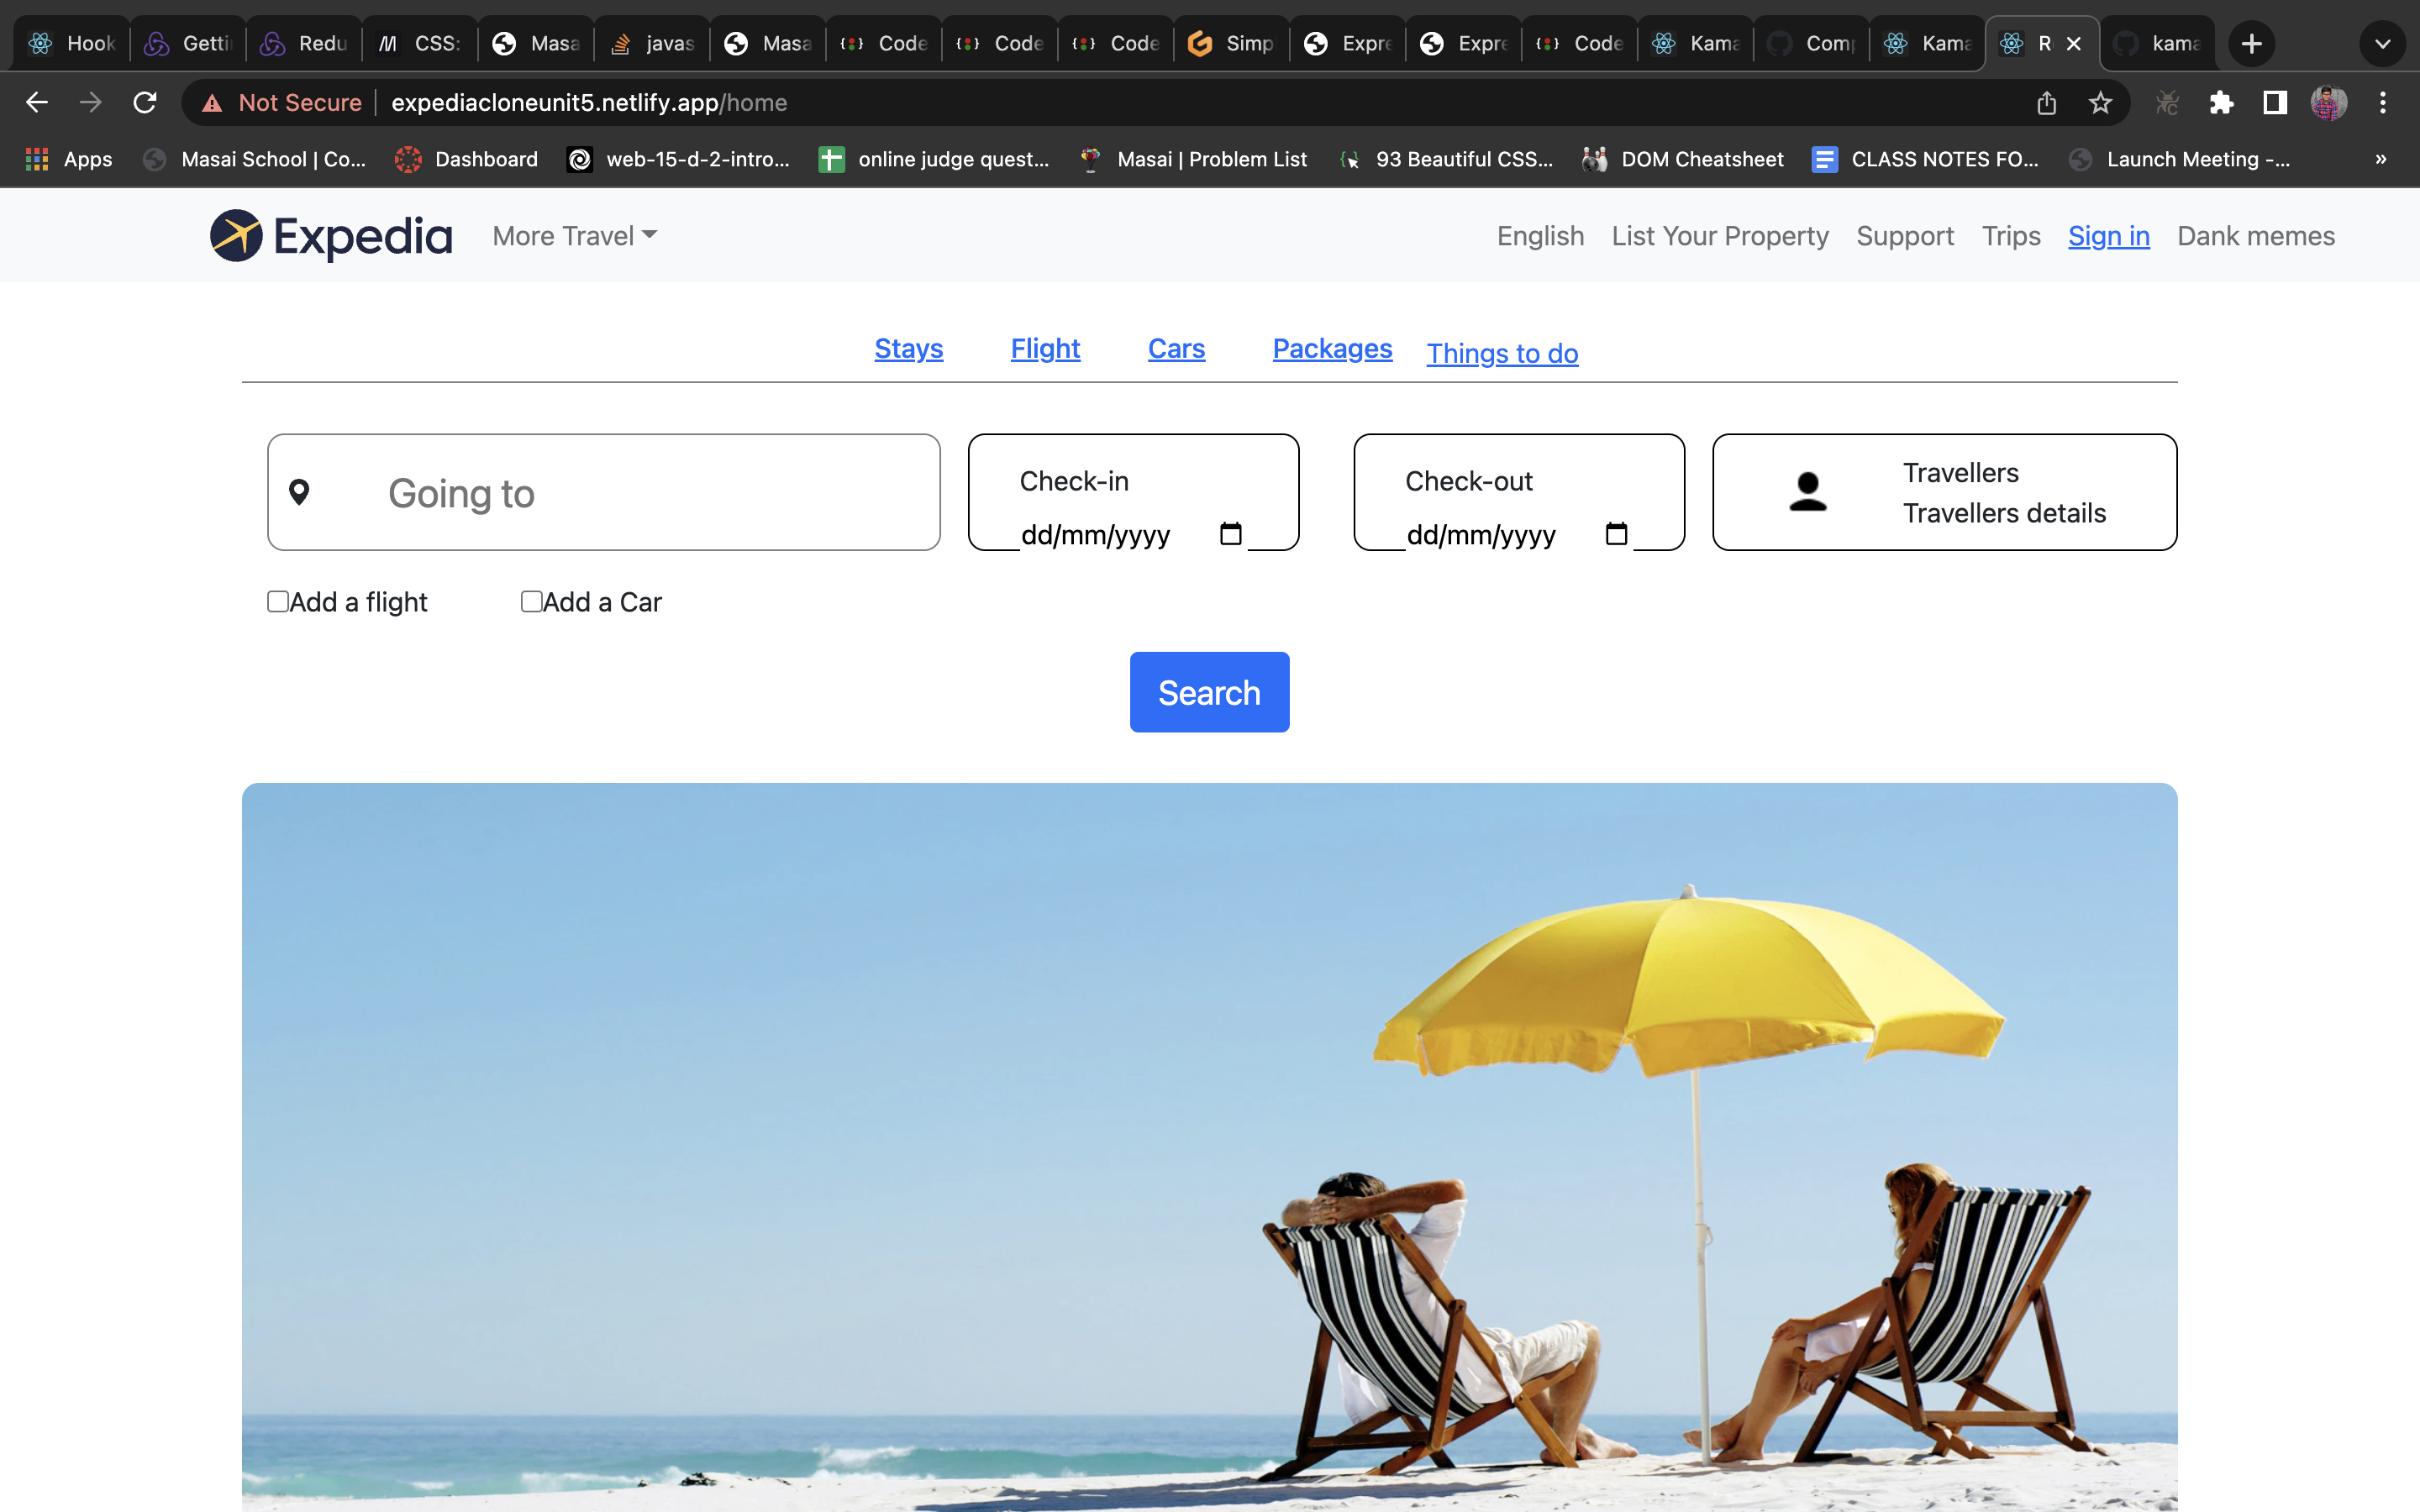 Hook Getti Redu CSS: Masa javas Masa Code Code Code Simp Expre Expre Code Kama Com Kama R kama
Not Secure expediacloneunit5.netlify.app/home
Apps Masai School | Co... Dashboard web-15-d-2-intro... online judge quest... Masai | Problem List 93 Beautiful CSS... DOM Cheatsheet CLASS NOTES FO... Launch Meeting -... »
Expedia More Travel English List Your Property Support Trips Sign in Dank memes
Stays Flight Cars Packages Things to do
Going to
Check-in
dd/mm/yyyy
Check-out
dd/mm/yyyy
Travellers
Travellers details
Add a flight Add a Car
Search